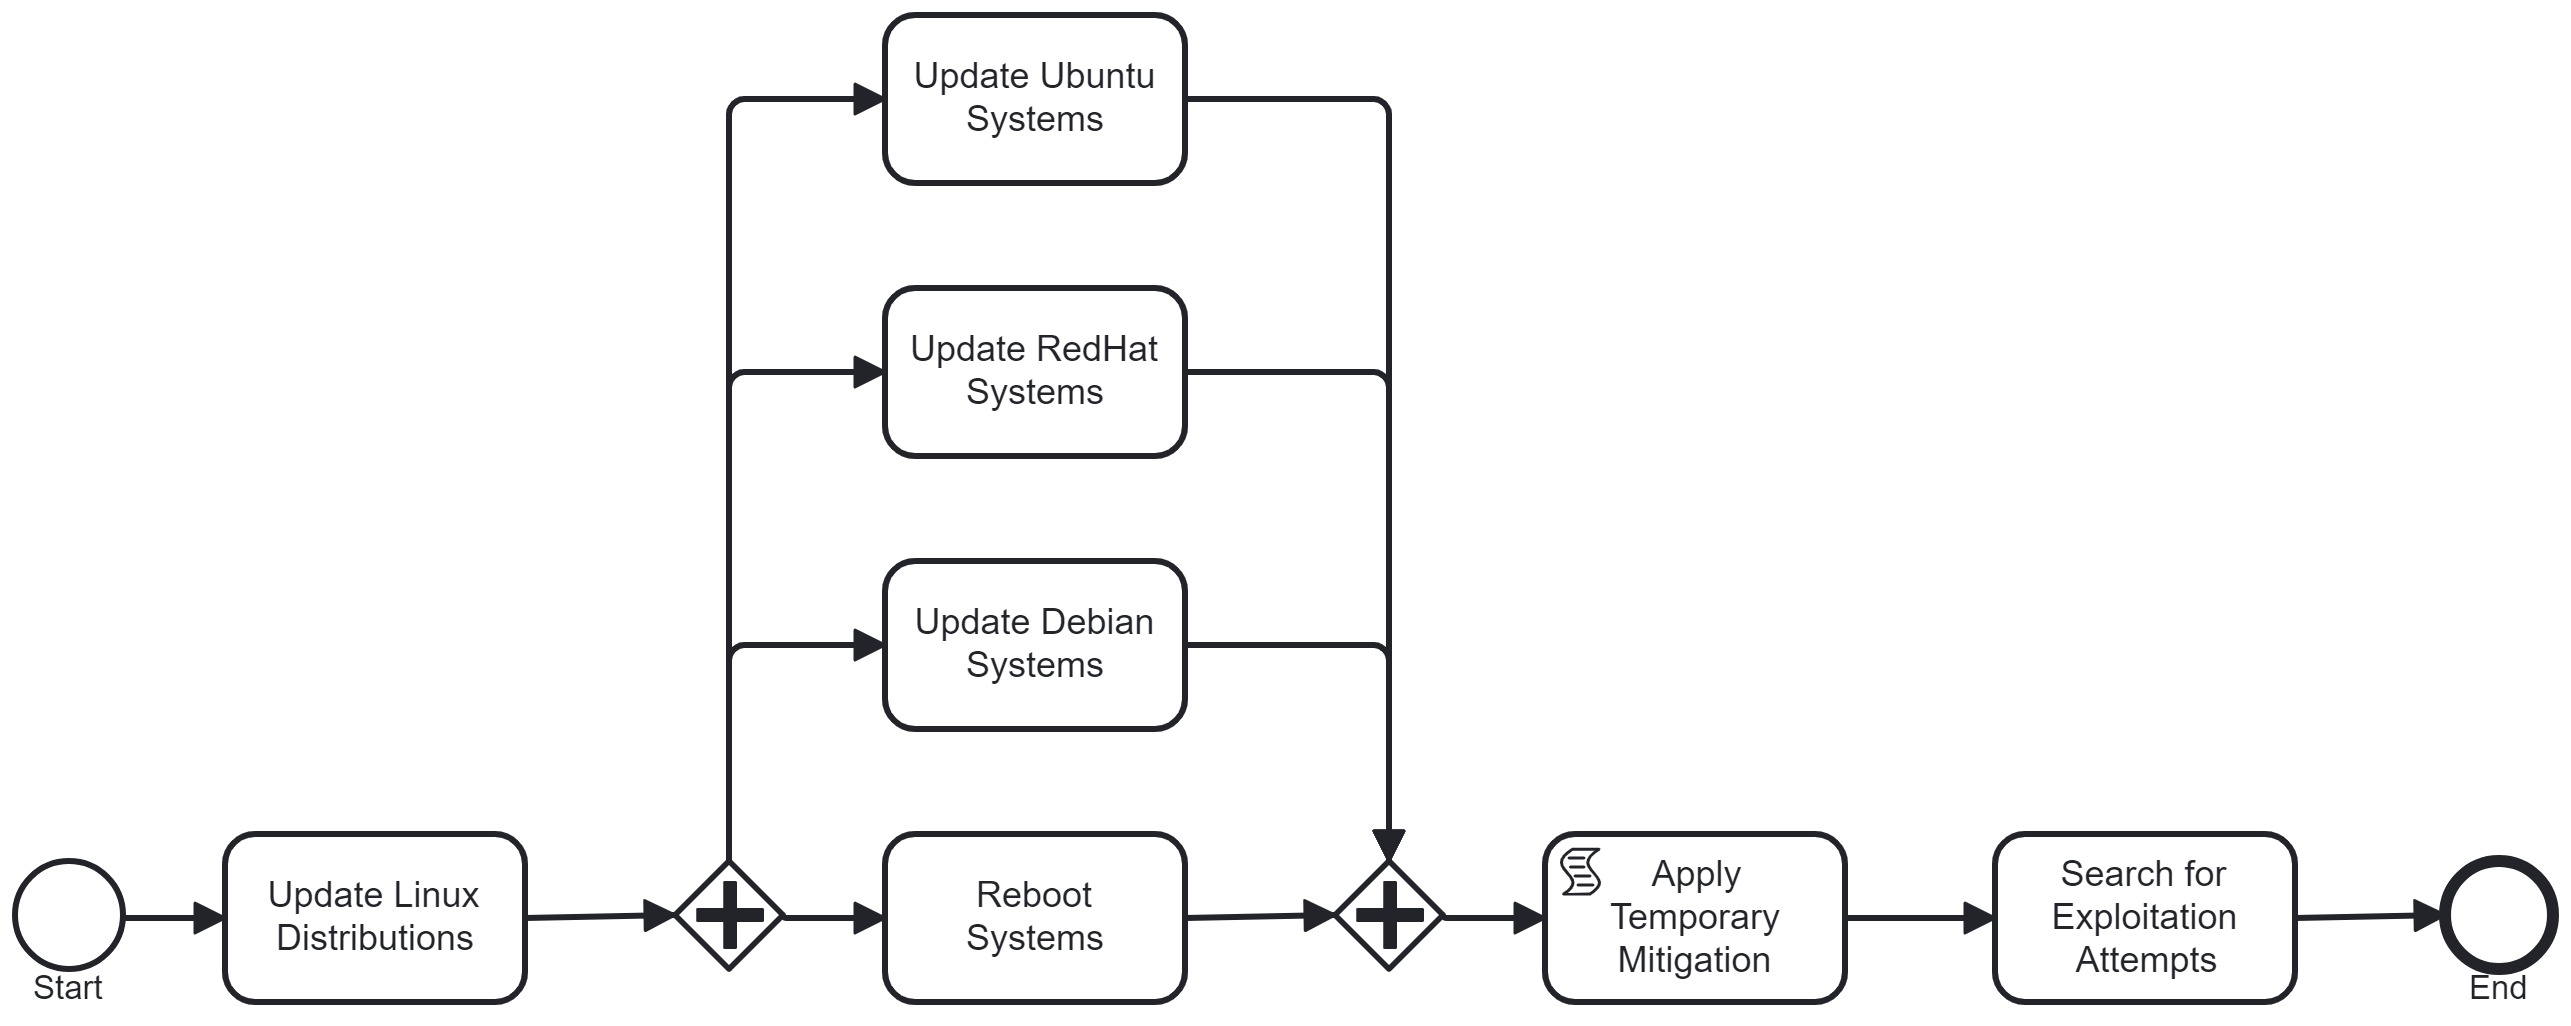 Update Ubuntu
Systems
Update RedHat
Systems
Update Debian
Systems
Start
Update Linux
Distributions
Reboot
Systems
Apply
Temporary
Mitigation
Search for
Exploitation
Attempts
End